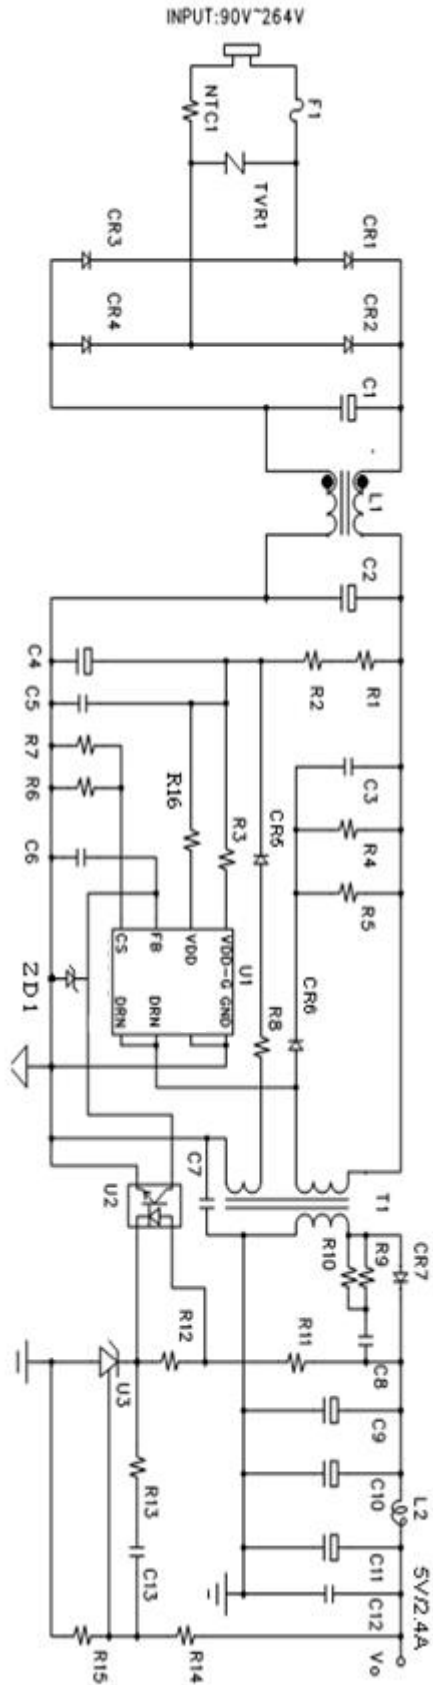 INPUT:90V~264V
F1
NTC1
TVR1
CR1
CR3
CR2
CR4
C1
L1
C2
C4
R2
R1
C5
R7
R16
R3
CR5
C3
R6
R4
C6
R5
CS
FB
VDD
VDD-G
GND
U1
DRN
DRN
R8
CR6
ZD1
C7
T1
U2
R10
R9
CR7
R12
R11
C8
U3
C9
C10
L2
R13
C11
5V/2.4A
C13
C12
Vo
R14
R15